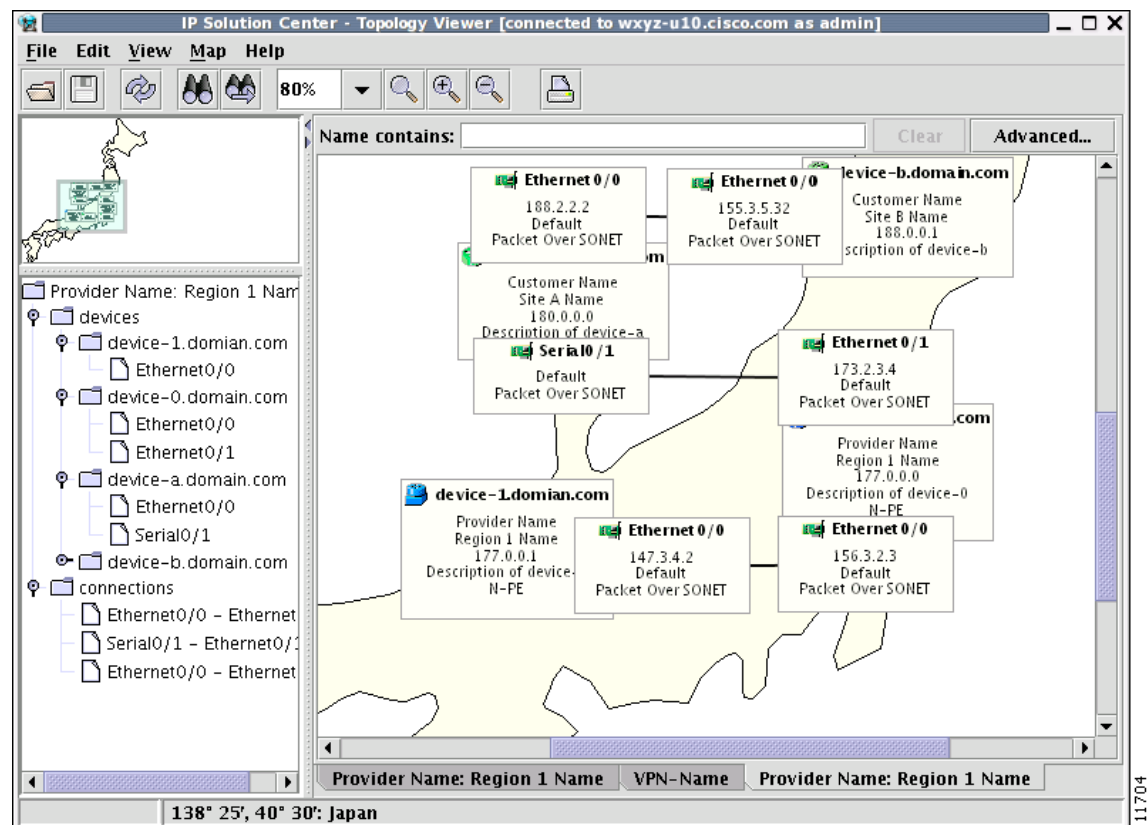 IP Solution Center - Topology Viewer [connected to wxyz-u10.cisco.com as admin]
File Edit View Map Help
80%
Name contains: Clear Advanced...
Provider Name: Region 1 Nam
devices
device-1.domian.com
Ethernet0/0
device-0.domain.com
Ethernet0/0
Ethernet0/1
device-a.domain.com
Ethernet0/0
Serial0/1
device-b.domain.com
connections
Ethernet0/0 - Ethernet
Serial0/1 - Ethernet0/1
Ethernet0/0 - Ethernet
Ethernet0/0
188.2.2.2
Default
Packet Over SONET
Ethernet0/0
155.3.5.32
Default
Packet Over SONET
device-b.domain.com
Customer Name
Site B Name
188.0.0.1
scription of device-b
m
Customer Name
Site A Name
180.0.0.0
Description of device-a
Serial0/1
Default
Packet Over SONET
Ethernet0/1
173.2.3.4
Default
Packet Over SONET
.com
Provider Name
Region 1 Name
177.0.0.0
Description of device-0
N-PE
device-1.domian.com
Provider Name
Region 1 Name
177.0.0.1
Description of device-
N-PE
Ethernet0/0
147.3.4.2
Default
Packet Over SONET
Ethernet0/0
156.3.2.3
Default
Packet Over SONET
Provider Name: Region 1 Name VPN-Name Provider Name: Region 1 Name
138° 25', 40° 30': Japan
11704